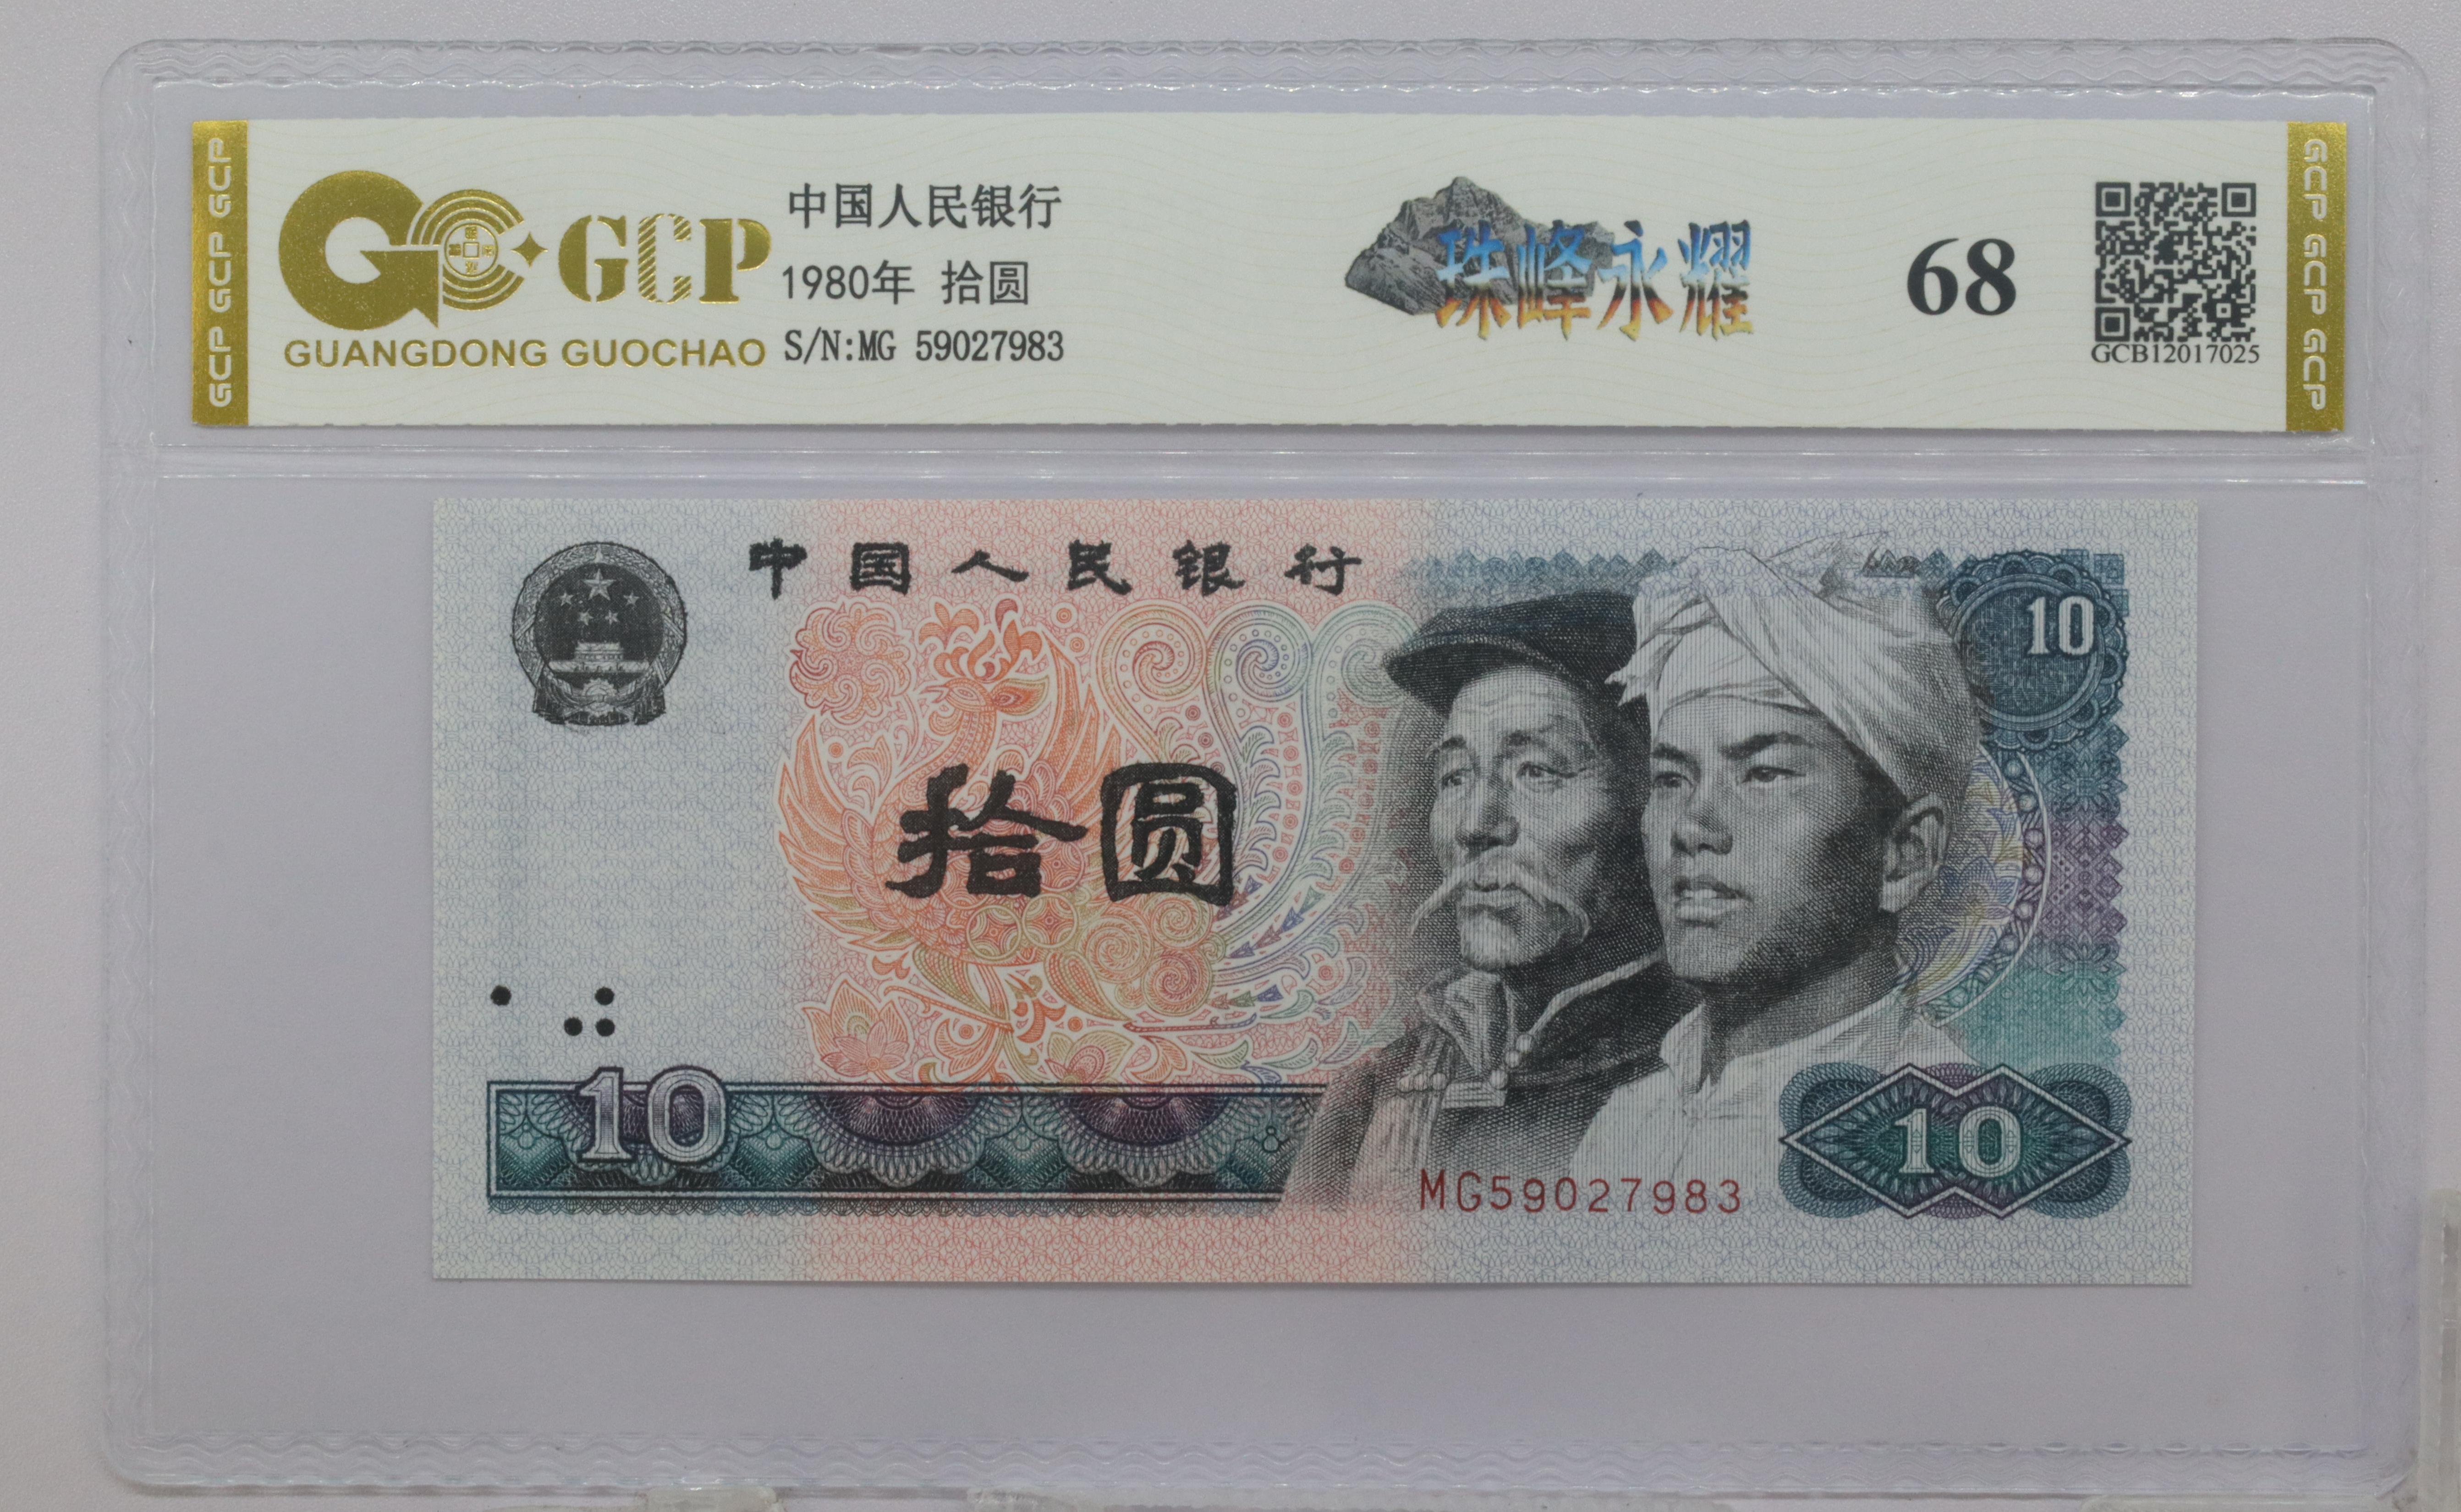 GCP GCP GCP
GCP
GUANGDONG GUOCHAO
中国人民银行
1980年 拾圆
S/N:MG 59027983
珠峰永耀
68
GCB12017025
GCP GCP GCP
中国人民银行
10
拾圆
10
MG59027983
10